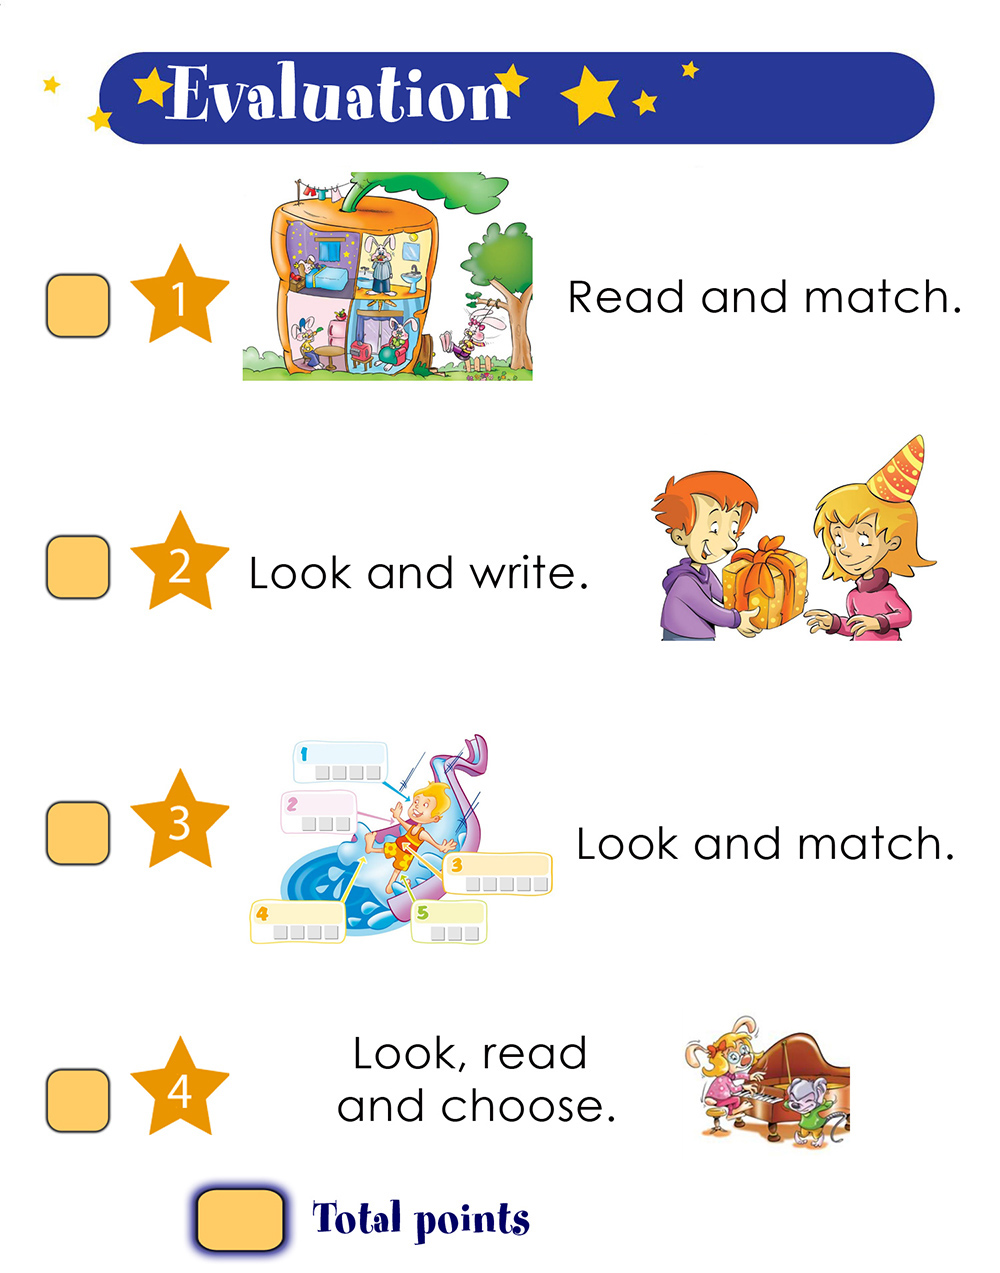 Evaluation
1
Read and match.
2
Look and write.
3
1
2
3
4
5
Look and match.
4
Look, read
and choose.
Total points